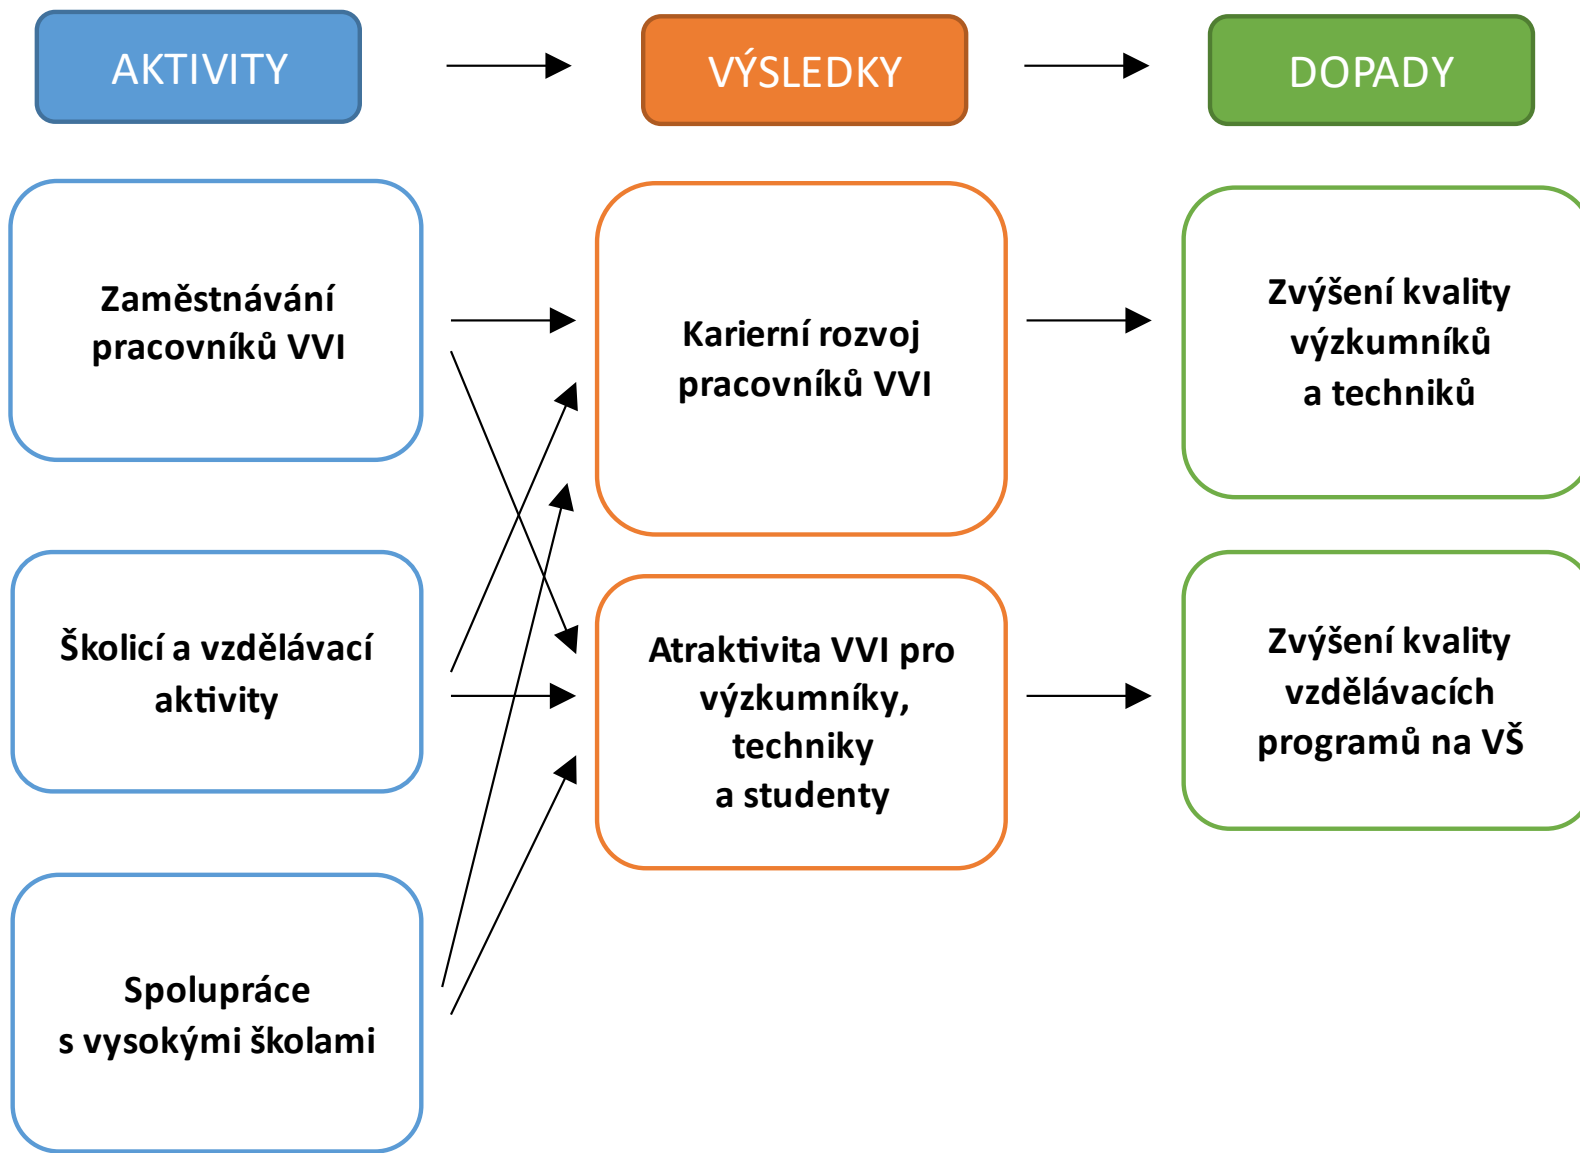 AKTIVITY
VÝSLEDKY
DOPADY
Zaměstnávání
pracovníků VVI
Karierní rozvoj
pracovníků VVI
Zvýšení kvality
výzkumníků
a techniků
Školicí a vzdělávací
aktivity
Atraktivita VVI pro
výzkumníky,
techniky
a studenty
Zvýšení kvality
vzdělávacích
programů na VŠ
Spolupráce
s vysokými školami